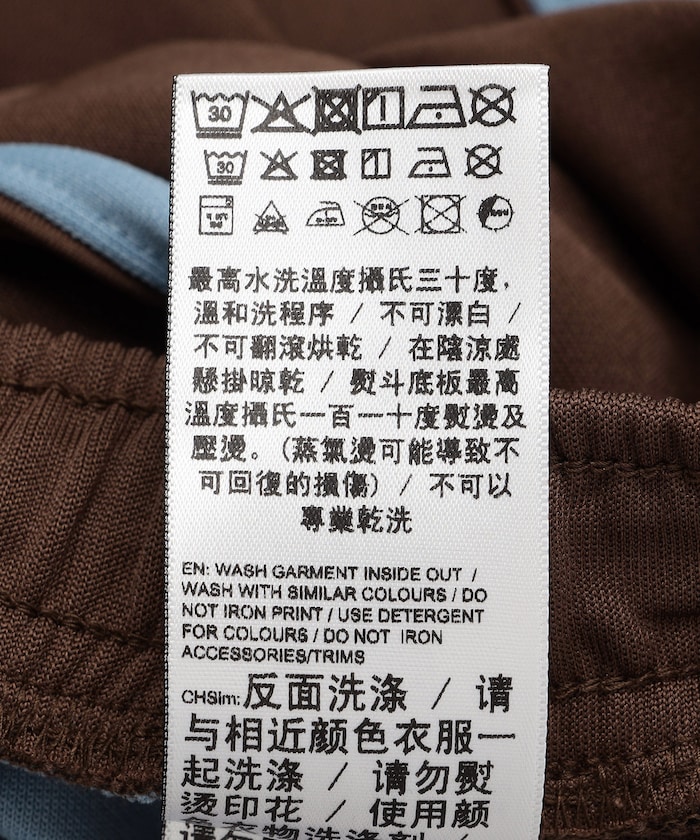 30
30
最高水洗溫度攝氏三十度，
溫和洗程序 / 不可漂白 /
不可翻滾烘乾 / 在陰涼處
懸掛晾乾 / 熨斗底板最高
溫度攝氏一百一十度熨燙及
壓燙。(蒸氣燙可能導致不
可回復的損傷) / 不可以
專業乾洗
EN: WASH GARMENT INSIDE OUT /
WASH WITH SIMILAR COLOURS / DO
NOT IRON PRINT / USE DETERGENT
FOR COLOURS / DO NOT IRON
ACCESSORIES/TRIMS
CHSim: 反面洗涤 / 请
与相近颜色衣服一
起洗涤 / 请勿熨
烫印花 / 使用颜